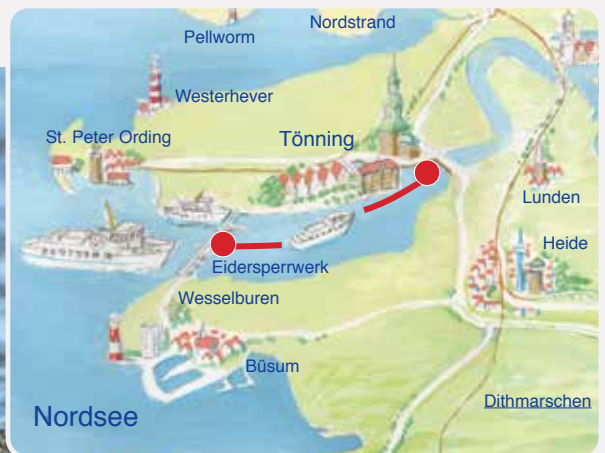 Nordstrand
Pellworm
Westerhever
St. Peter Ording
Tönning
Lunden
Heide
Eidersperrwerk
Wesselburen
Büsum
Dithmarschen
Nordsee